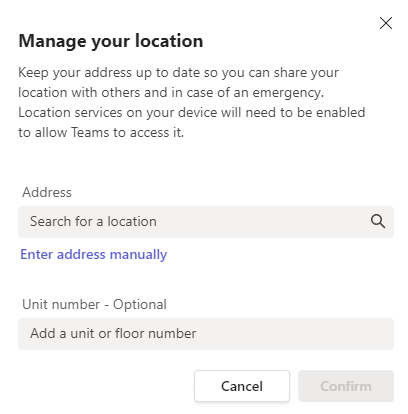 Manage your location
Keep your address up to date so you can share your
location with others and in case of an emergency.
Location services on your device will need to be enabled
to allow Teams to access it.
Address
Search for a location
Enter address manually
Unit number - Optional
Add a unit or floor number
Cancel
Confirm